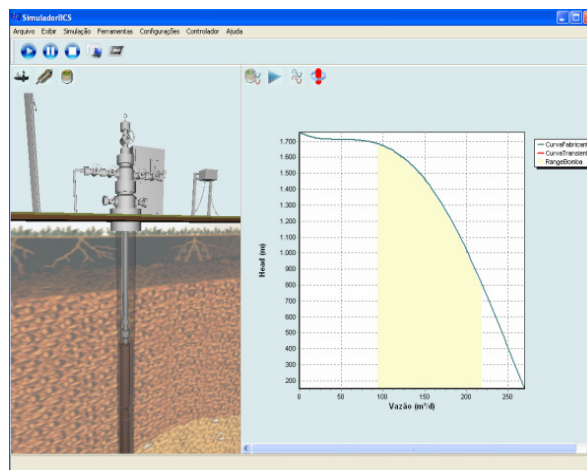 SimuladorBCS
Arquivo Exibir Simulação Ferramentas Configurações Controlador Ajuda
1.700
1.600
1.500
1.400
1.300
1.200
1.100
1.000
900
800
700
600
500
400
300
200
Head (m)
0 50 100 150 200 250
Vazão (m³/d)
CurvaFabricant
CurvaTransient
RangeBomba